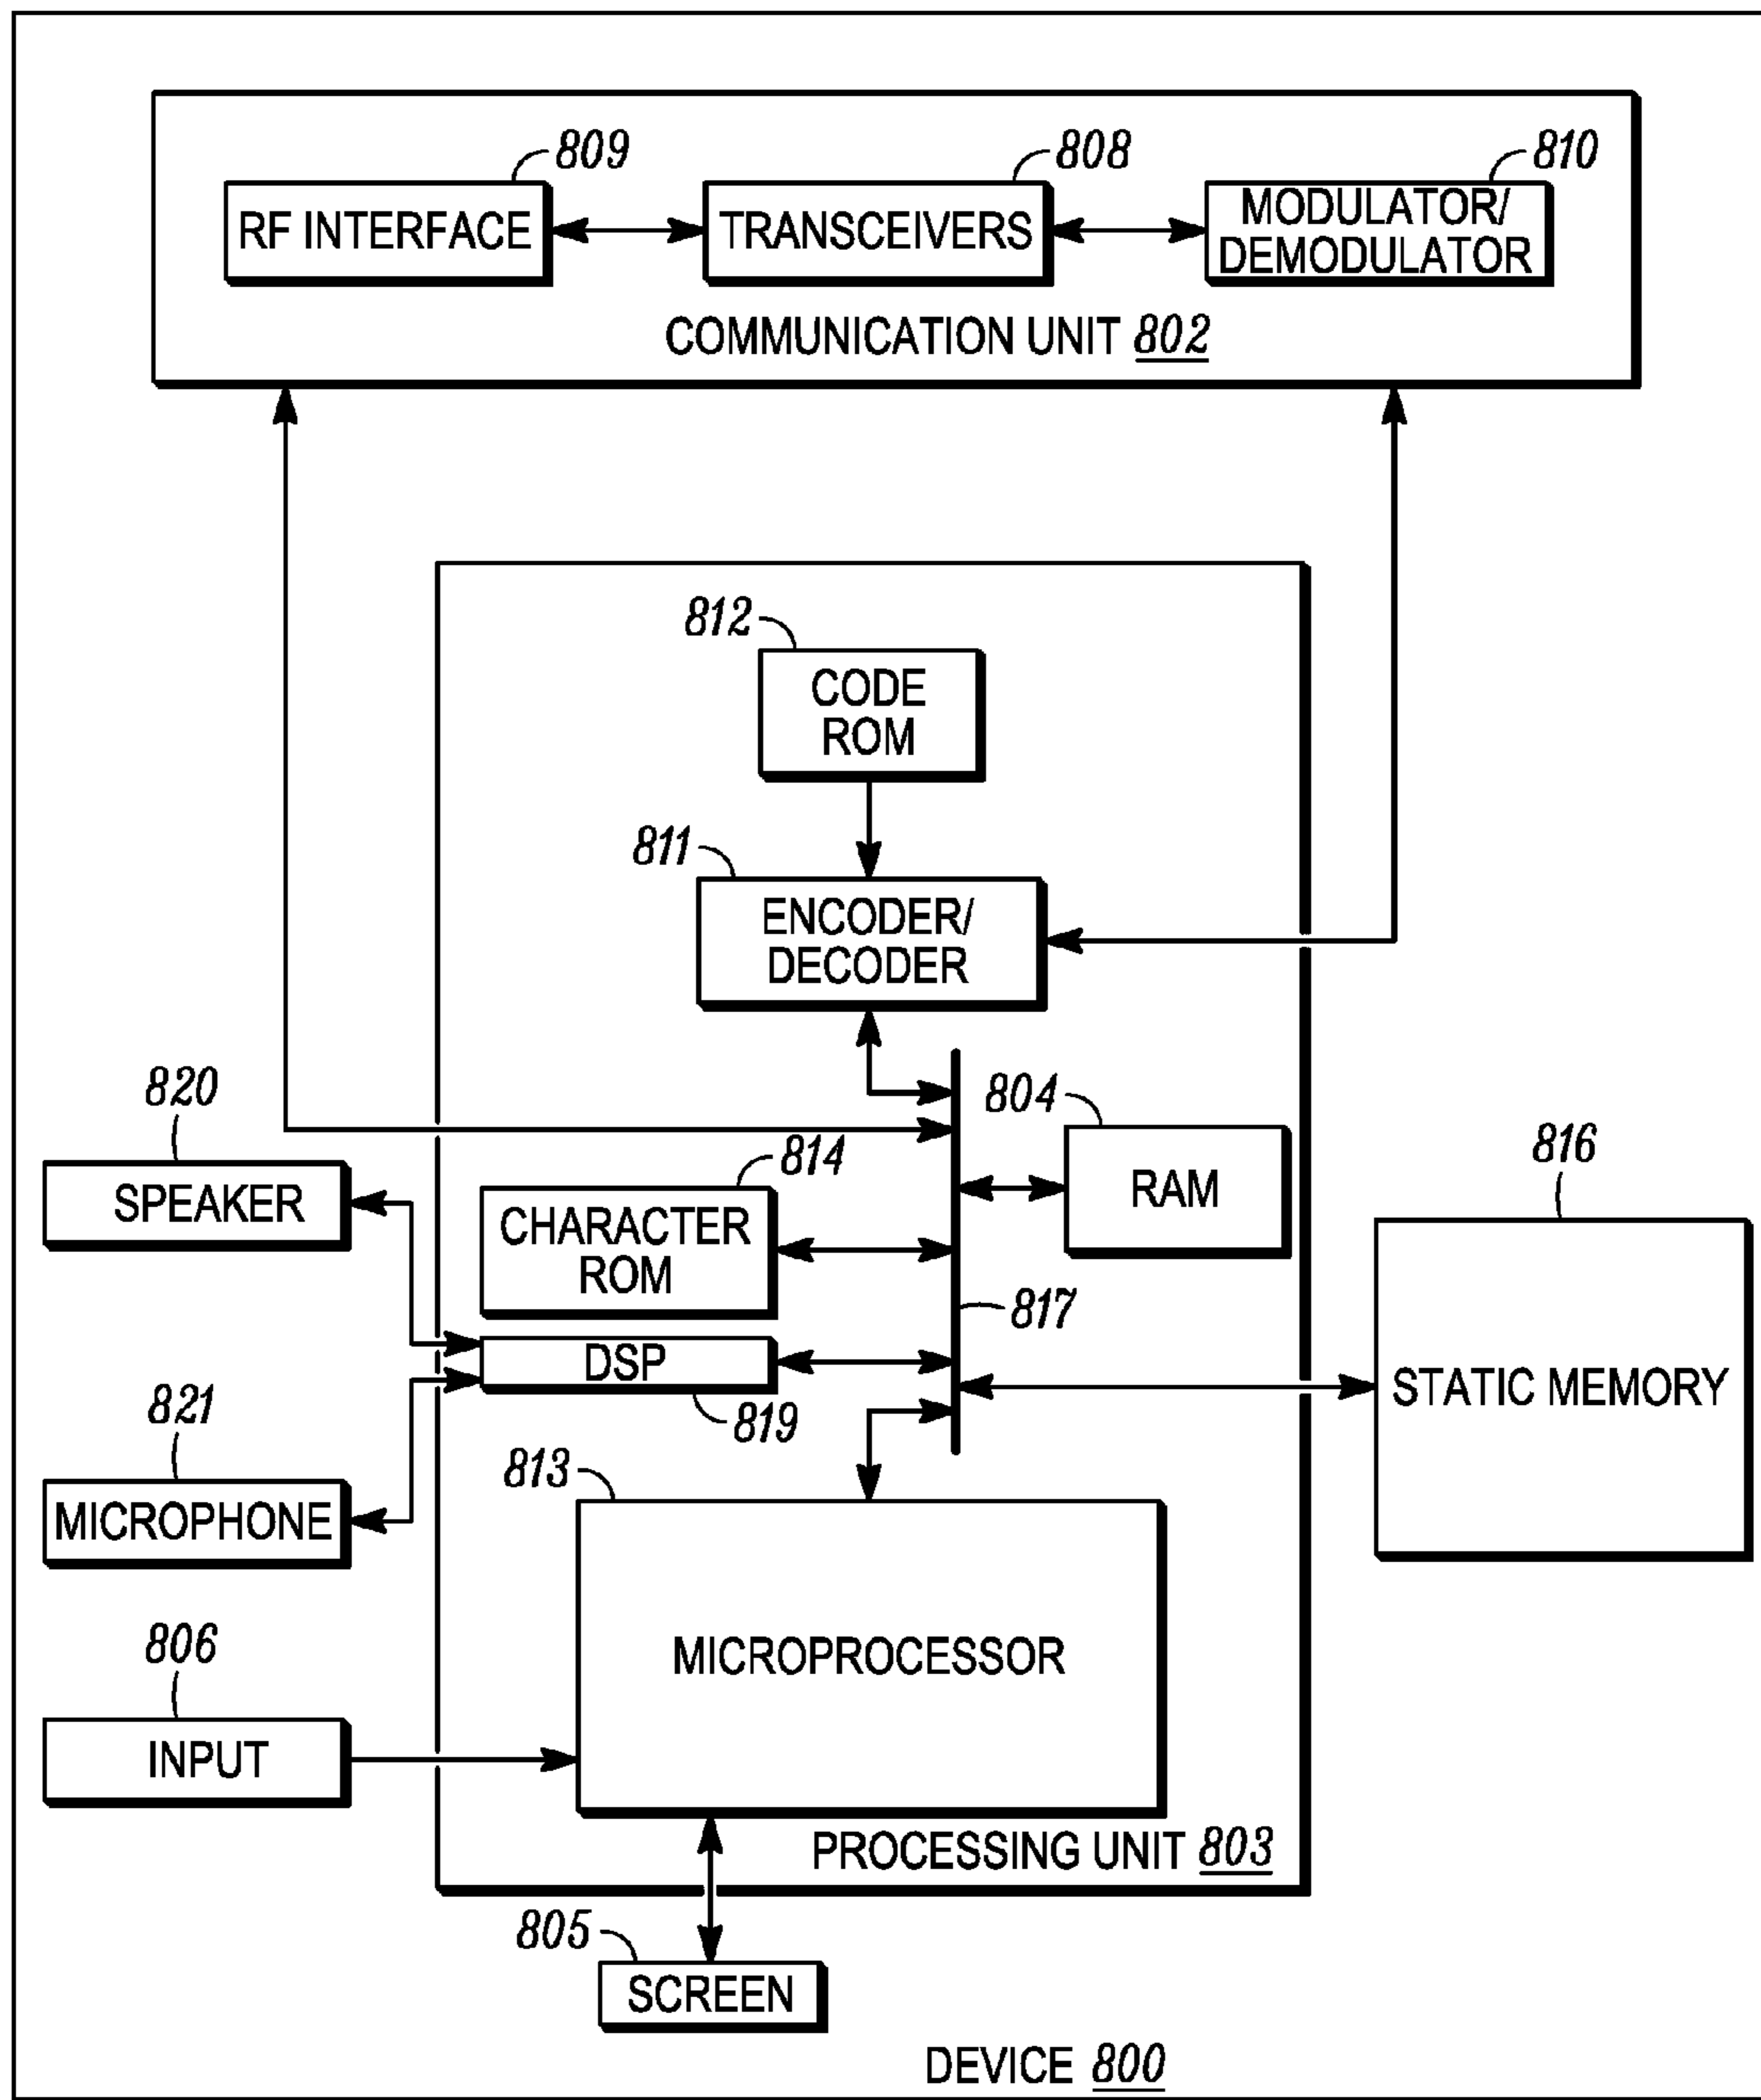 809
808
810
RF INTERFACE
TRANSCEIVERS
MODULATOR/
DEMODULATOR
COMMUNICATION UNIT 802
812
CODE
ROM
811
ENCODER/
DECODER
820
SPEAKER
804
RAM
814
CHARACTER
ROM
816
STATIC MEMORY
817
DSP
819
821
MICROPHONE
813
MICROPROCESSOR
806
INPUT
PROCESSING UNIT 803
805
SCREEN
DEVICE 800